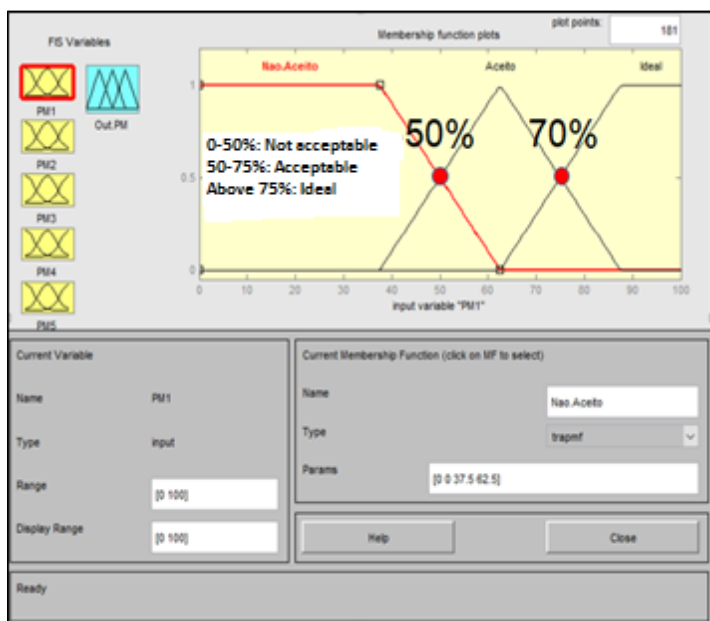 FIS Variables
PM1
Out.PM
PM2
PM3
PM4
PM5
Membership function plots
plot points:
181
Nao.Aceito
Aceito
Ideal
0-50%: Not acceptable
50-75%: Acceptable
Above 75%: Ideal
50%
70%
1
0.5
0
0 10 20 30 40 50 60 70 80 90 100
input variable "PM1"
Current Variable
Name PM1
Type input
Range [0 100]
Display Range [0 100]
Current Membership Function (click on MF to select)
Name Nao.Aceito
Type trapmf
Params [0 0 37.5 62.5]
Help
Close
Ready